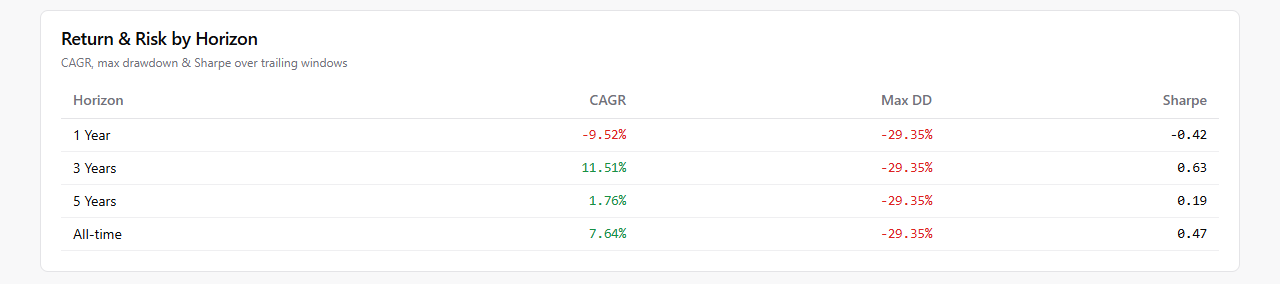 Return & Risk by Horizon
CAGR, max drawdown & Sharpe over trailing windows
Horizon CAGR Max DD Sharpe
1 Year -9.52% -29.35% -0.42
3 Years 11.51% -29.35% 0.63
5 Years 1.76% -29.35% 0.19
All-time 7.64% -29.35% 0.47